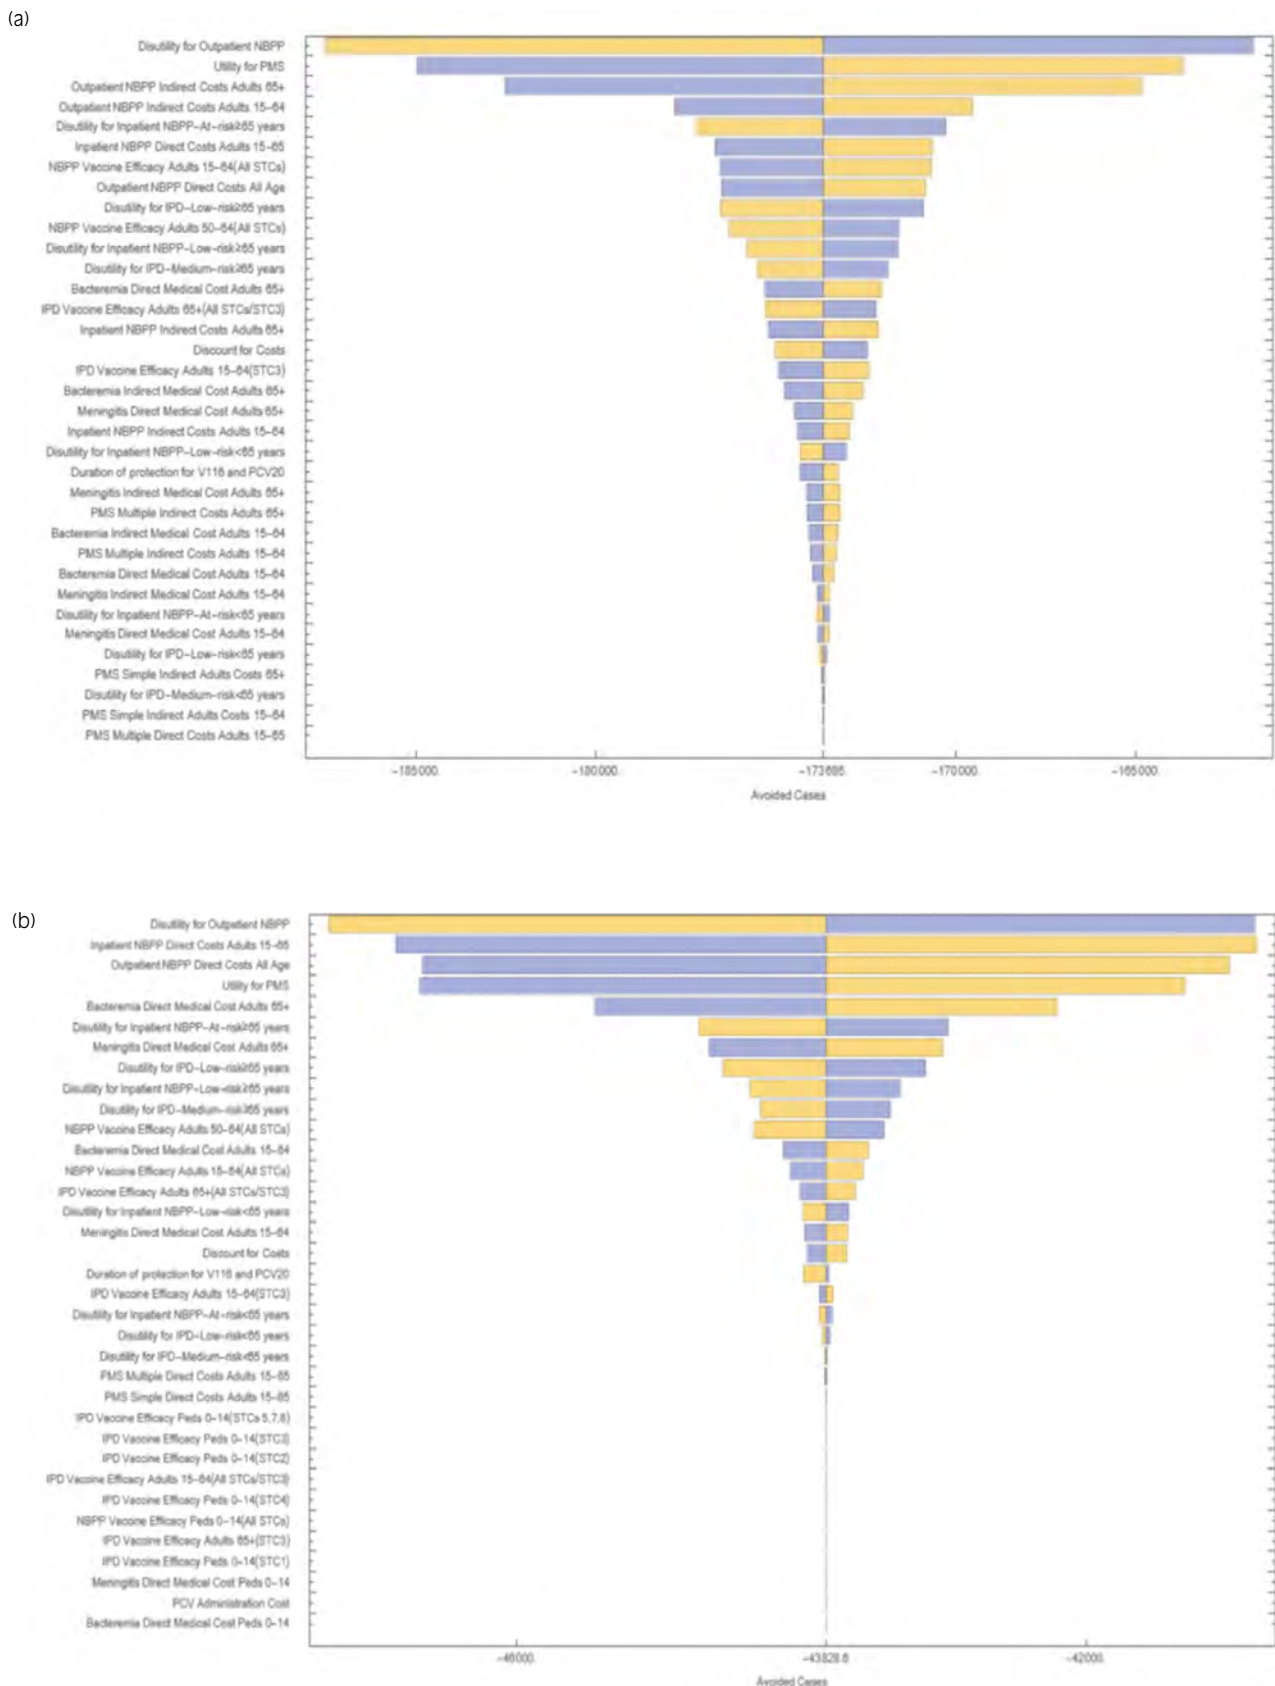 (a)
Disutility for Outpatient NBPP
Utility for PMS
Outpatient NBPP Indirect Costs Adults 65+
Outpatient NBPP Indirect Costs Adults 15-64
Disutility for Inpatient NBPP-At-risk≥65 years
Inpatient NBPP Direct Costs Adults 15-65
NBPP Vaccine Efficacy Adults 15-64(All STCs)
Outpatient NBPP Direct Costs All Age
Disutility for IPD-Low-risk≥65 years
NBPP Vaccine Efficacy Adults 50-64(All STCs)
Disutility for Inpatient NBPP-Low-risk≥65 years
Disutility for IPD-Medium-risk≥65 years
Bacteremia Direct Medical Cost Adults 65+
IPD Vaccine Efficacy Adults 65+(All STCs/STC3)
Inpatient NBPP Indirect Costs Adults 65+
Discount for Costs
IPD Vaccine Efficacy Adults 15-64(STC3)
Bacteremia Indirect Medical Cost Adults 65+
Meningitis Direct Medical Cost Adults 65+
Inpatient NBPP Indirect Costs Adults 15-64
Disutility for Inpatient NBPP-Low-risk<65 years
Duration of protection for V116 and PCV20
Meningitis Indirect Medical Cost Adults 65+
PMS Multiple Indirect Costs Adults 65+
Bacteremia Indirect Medical Cost Adults 15-64
PMS Multiple Indirect Costs Adults 15-64
Bacteremia Direct Medical Cost Adults 15-64
Meningitis Indirect Medical Cost Adults 15-64
Disutility for Inpatient NBPP-At-risk<65 years
Meningitis Direct Medical Cost Adults 15-64
Disutility for IPD-Low-risk<65 years
PMS Simple Indirect Adults Costs 65+
Disutility for IPD-Medium-risk<65 years
PMS Simple Indirect Adults Costs 15-64
PMS Multiple Direct Costs Adults 15-65
-185000. -180000. -173685. -170000. -165000.
Avoided Cases
(b)
Disutility for Outpatient NBPP
Inpatient NBPP Direct Costs Adults 15-65
Outpatient NBPP Direct Costs All Age
Utility for PMS
Bacteremia Direct Medical Cost Adults 65+
Disutility for Inpatient NBPP-At-risk≥65 years
Meningitis Direct Medical Cost Adults 65+
Disutility for IPD-Low-risk≥65 years
Disutility for Inpatient NBPP-Low-risk≥65 years
Disutility for IPD-Medium-risk≥65 years
NBPP Vaccine Efficacy Adults 50-64(All STCs)
Bacteremia Direct Medical Cost Adults 15-64
NBPP Vaccine Efficacy Adults 15-64(All STCs)
IPD Vaccine Efficacy Adults 65+(All STCs/STC3)
Disutility for Inpatient NBPP-Low-risk<65 years
Meningitis Direct Medical Cost Adults 15-64
Discount for Costs
Duration of protection for V116 and PCV20
IPD Vaccine Efficacy Adults 15-64(STC3)
Disutility for Inpatient NBPP-At-risk<65 years
Disutility for IPD-Low-risk<65 years
Disutility for IPD-Medium-risk<65 years
PMS Multiple Direct Costs Adults 15-65
PMS Simple Direct Costs Adults 15-65
IPD Vaccine Efficacy Peds 0-14(STCs 5,7,8)
IPD Vaccine Efficacy Peds 0-14(STC3)
IPD Vaccine Efficacy Peds 0-14(STC2)
IPD Vaccine Efficacy Adults 15-64(All STCs/STC3)
IPD Vaccine Efficacy Peds 0-14(STC4)
NBPP Vaccine Efficacy Peds 0-14(All STCs)
IPD Vaccine Efficacy Adults 65+(STC3)
IPD Vaccine Efficacy Peds 0-14(STC1)
Meningitis Direct Medical Cost Peds 0-14
PCV Administration Cost
Bacteremia Direct Medical Cost Peds 0-14
-46000. -43828.6 -42000.
Avoided Cases